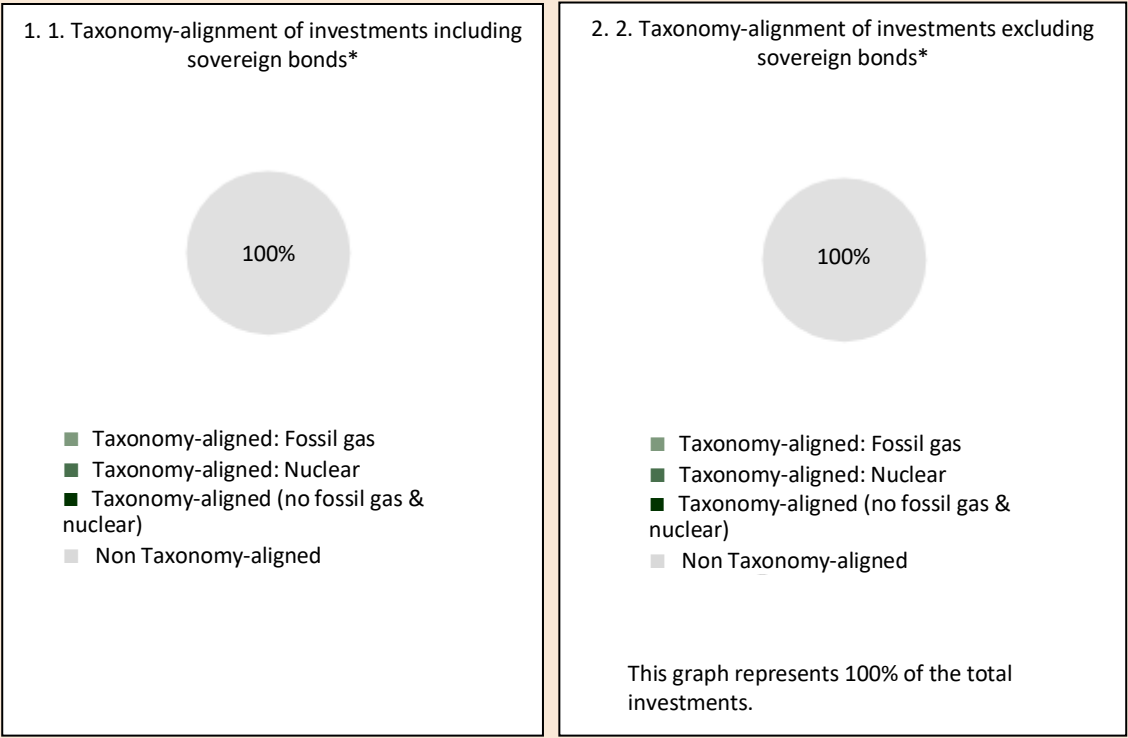 1. 1. Taxonomy-alignment of investments including
sovereign bonds*
100%
Taxonomy-aligned: Fossil gas
Taxonomy-aligned: Nuclear
Taxonomy-aligned (no fossil gas &
nuclear)
Non Taxonomy-aligned
2. 2. Taxonomy-alignment of investments excluding
sovereign bonds*
100%
Taxonomy-aligned: Fossil gas
Taxonomy-aligned: Nuclear
Taxonomy-aligned (no fossil gas &
nuclear)
Non Taxonomy-aligned
This graph represents 100% of the total
investments.